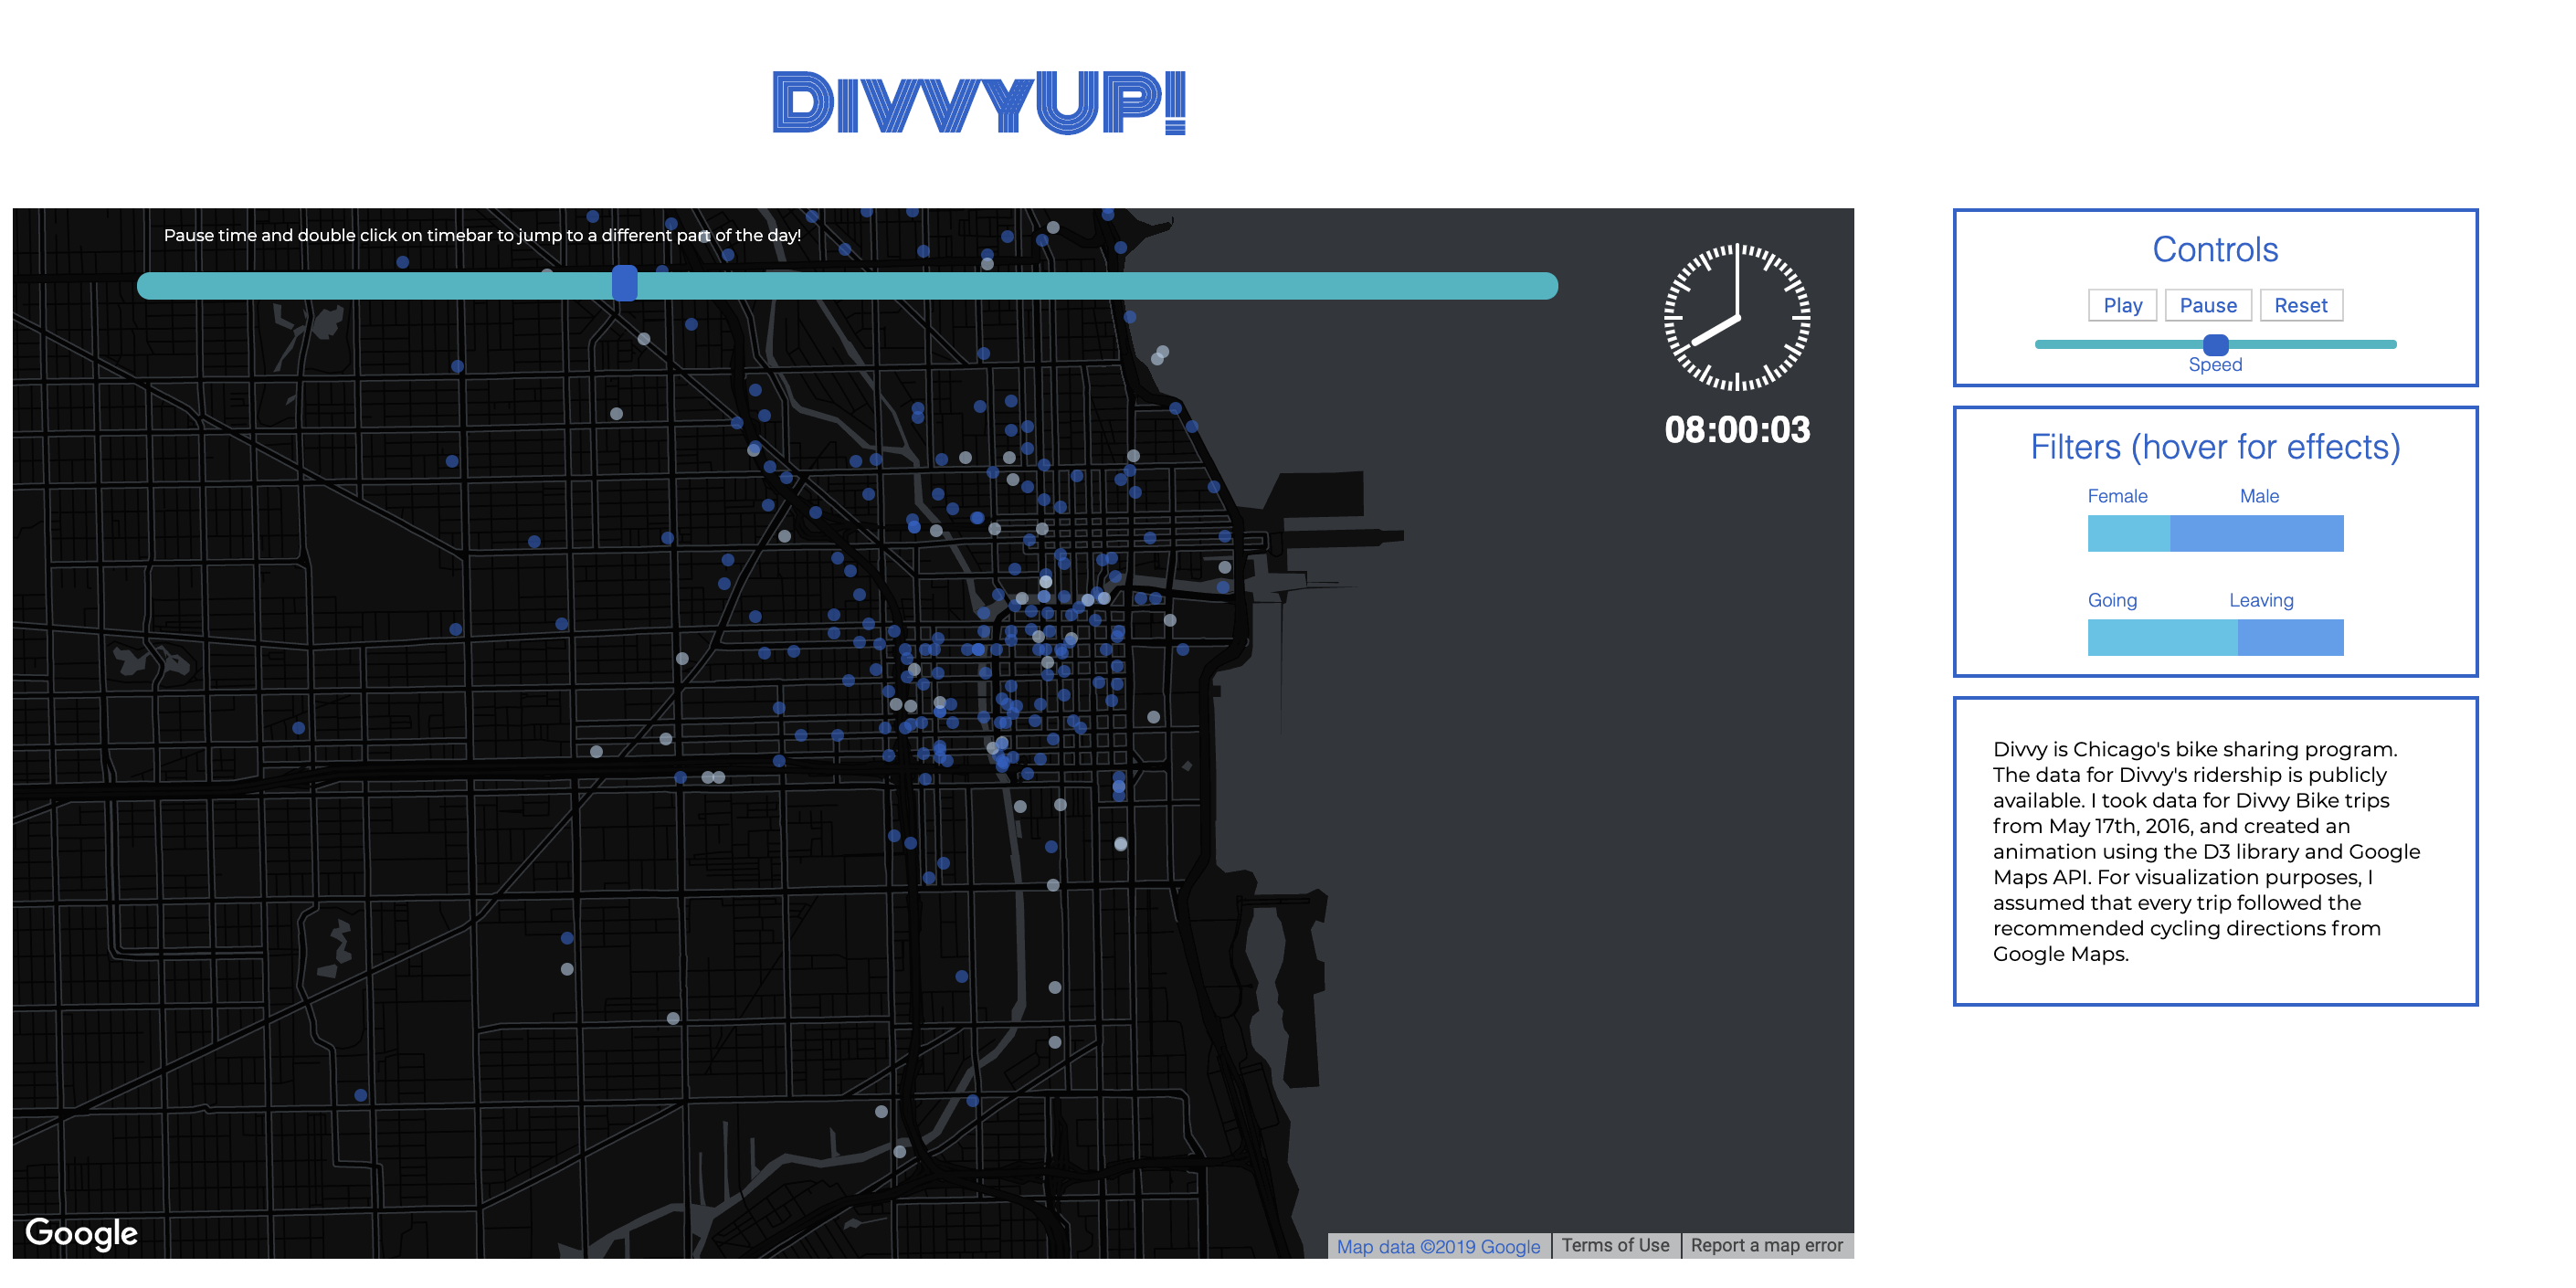 DIVVYUP!
Pause time and double click on timebar to jump to a different part of the day!
08:00:03
Google
Map data ©2019 Google
Terms of Use
Report a map error
Controls
Play
Pause
Reset
Speed
Filters (hover for effects)
Female
Male
Going
Leaving
Divvy is Chicago's bike sharing program.
The data for Divvy's ridership is publicly
available. I took data for Divvy Bike trips
from May 17th, 2016, and created an
animation using the D3 library and Google
Maps API. For visualization purposes, I
assumed that every trip followed the
recommended cycling directions from
Google Maps.